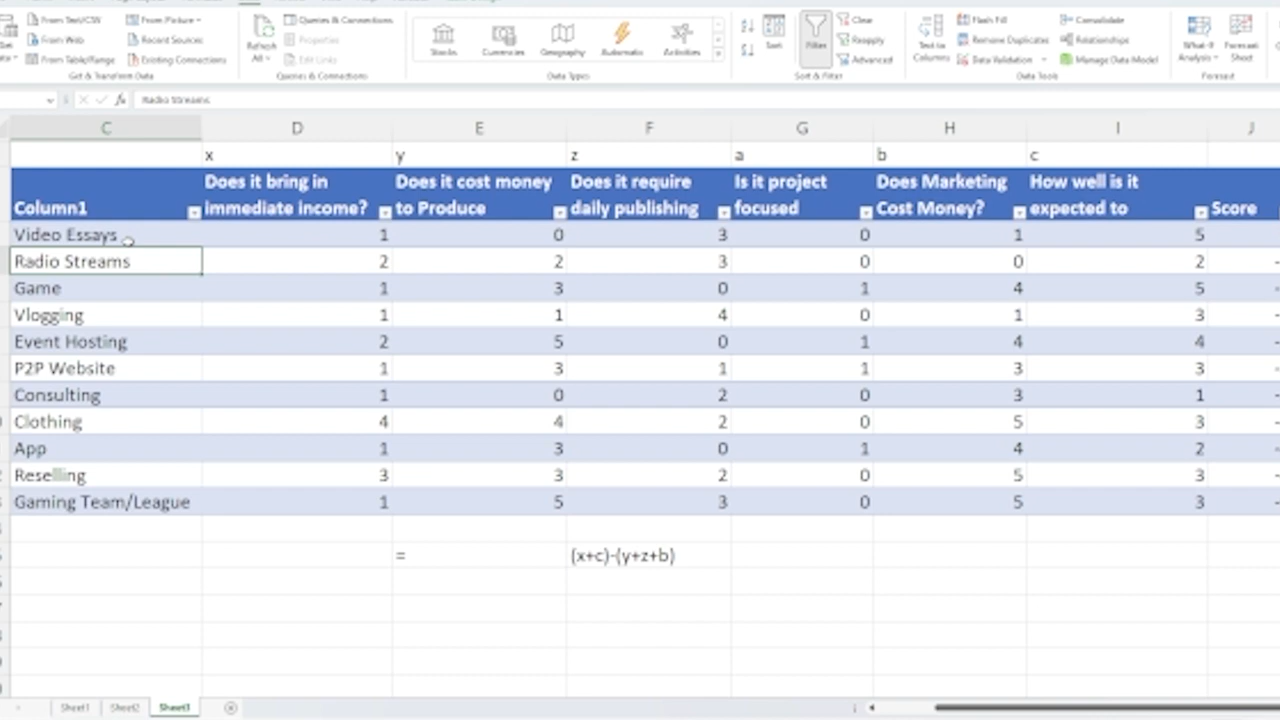 From Text/CSV From Picture Queries & Connections Clear Flash Fill Consolidate
From Web Recent Sources Properties Reapply Remove Duplicates Relationships
From Table/Range Existing Connections Edit Links Advanced Data Validation Manage Data Model
Refresh All Stocks Currencies Geography Automatic Activities Sort Filter Text to Columns What-If Analysis Forecast Sheet
Get & Transform Data Queries & Connections Data Types Sort & Filter Data Tools Forecast
fx Radio Streams
C D E F G H I J
x y z a b c
Column1 Does it bring in immediate income? Does it cost money to Produce Does it require daily publishing Is it project focused Does Marketing Cost Money? How well is it expected to Score
Video Essays 1 0 3 0 1 5
Radio Streams 2 2 3 0 0 2 -
Game 1 3 0 1 4 5 -
Vlogging 1 1 4 0 1 3 -
Event Hosting 2 5 0 1 4 4 -
P2P Website 1 3 1 1 3 3 -
Consulting 1 0 2 0 3 1 -
Clothing 4 4 2 0 5 3 -
App 1 3 0 1 4 2 -
Reselling 3 3 2 0 5 3 -
Gaming Team/League 1 5 3 0 5 3 -
= (x+c)-(y+z+b)
Sheet1 Sheet2 Sheet3